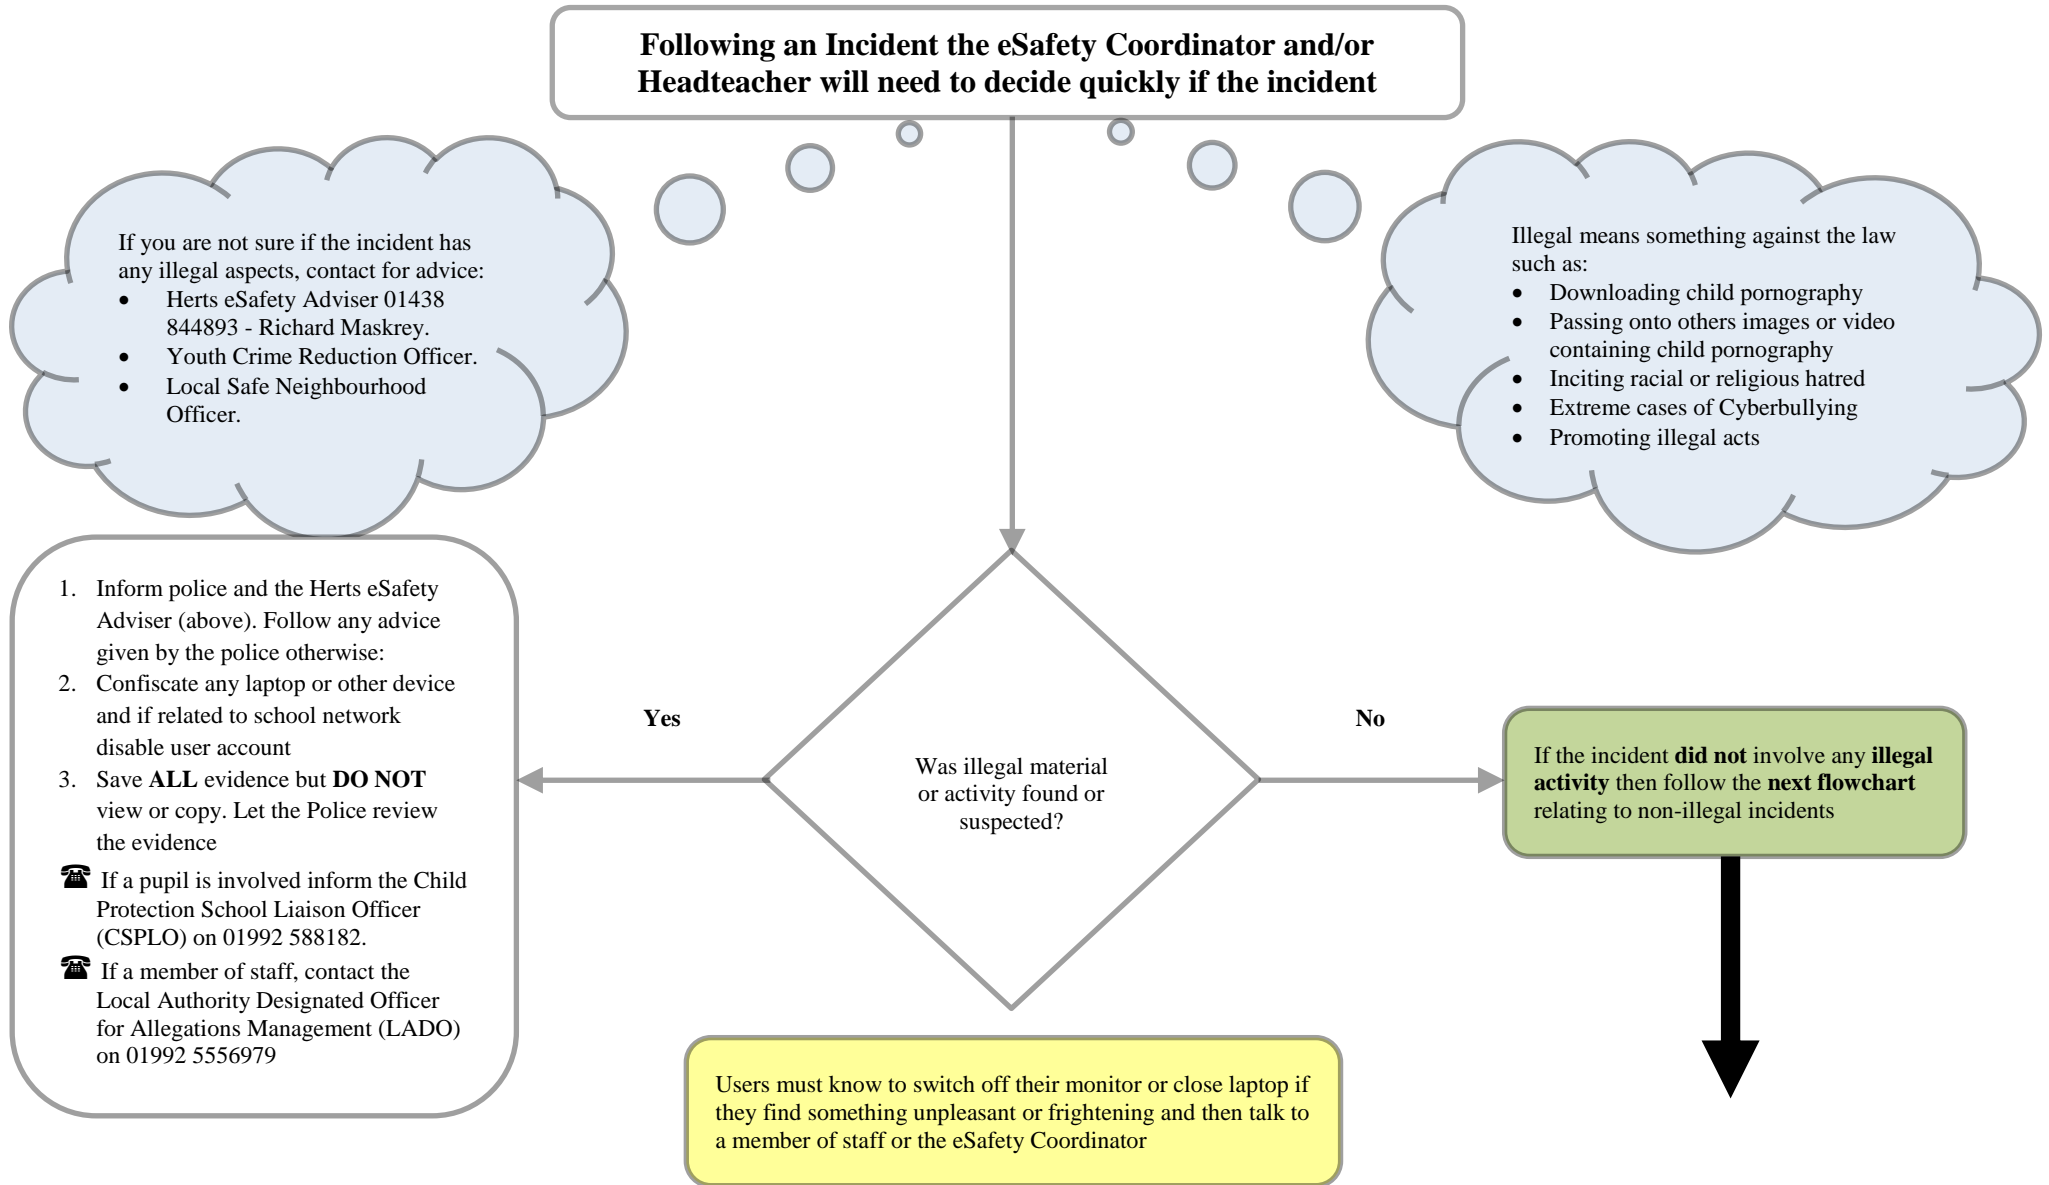 Following an Incident the eSafety Coordinator and/or
Headteacher will need to decide quickly if the incident
If you are not sure if the incident has
any illegal aspects, contact for advice:
• Herts eSafety Adviser 01438
844893 - Richard Maskrey.
• Youth Crime Reduction Officer.
• Local Safe Neighbourhood
Officer.
Illegal means something against the law
such as:
• Downloading child pornography
• Passing onto others images or video
containing child pornography
• Inciting racial or religious hatred
• Extreme cases of Cyberbullying
• Promoting illegal acts
1. Inform police and the Herts eSafety
Adviser (above). Follow any advice
given by the police otherwise:
2. Confiscate any laptop or other device
and if related to school network
disable user account
3. Save ALL evidence but DO NOT
view or copy. Let the Police review
the evidence
☎ If a pupil is involved inform the Child
Protection School Liaison Officer
(CSPLO) on 01992 588182.
☎ If a member of staff, contact the
Local Authority Designated Officer
for Allegations Management (LADO)
on 01992 5556979
Yes
Was illegal material
or activity found or
suspected?
No
If the incident did not involve any illegal
activity then follow the next flowchart
relating to non-illegal incidents
Users must know to switch off their monitor or close laptop if
they find something unpleasant or frightening and then talk to
a member of staff or the eSafety Coordinator